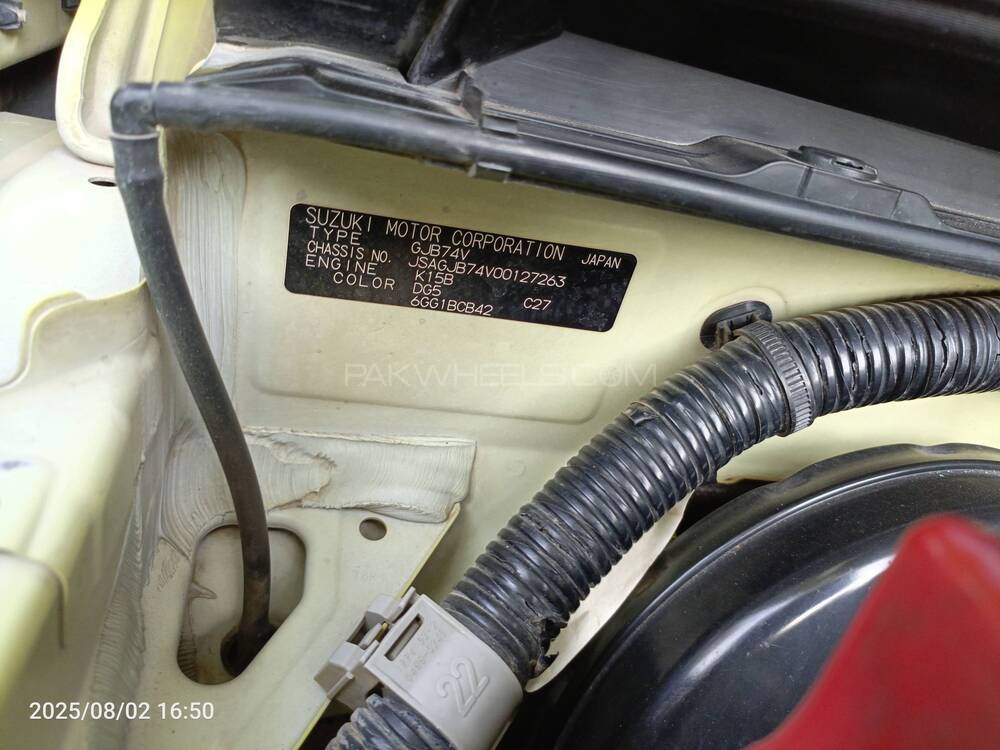 SUZUKI MOTOR CORPORATION JAPAN
TYPE GJB74V
CHASSIS NO. JSAGJB74V00127263
ENGINE K15B
COLOR DG5 C27
6GG1BCB42
PAKWHEELS.COM
22
2025/08/02 16:50